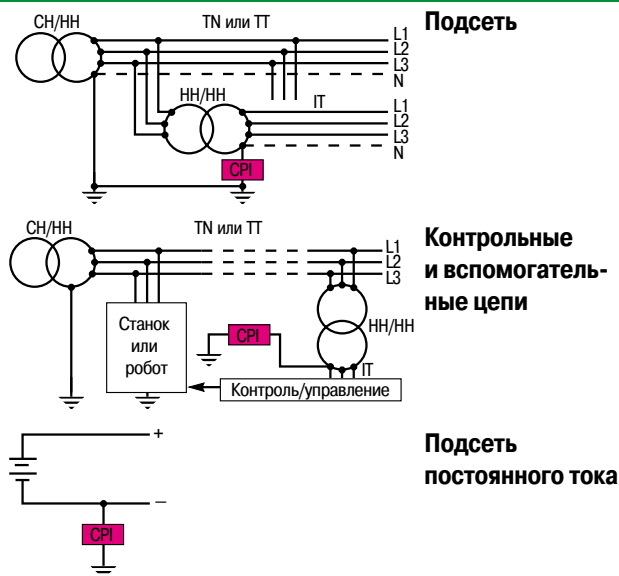 СН/НН
TN или ТТ
L1
L2
L3
N
Подсеть
НН/НН
IT
L1
L2
L3
N
CPI
СН/НН
TN или ТТ
L1
L2
L3
Контрольные
и вспомогатель-
ные цепи
Станок
или
робот
CPI
НН/НН
IT
Контроль/управление
+
Подсеть
постоянного тока
–
CPI